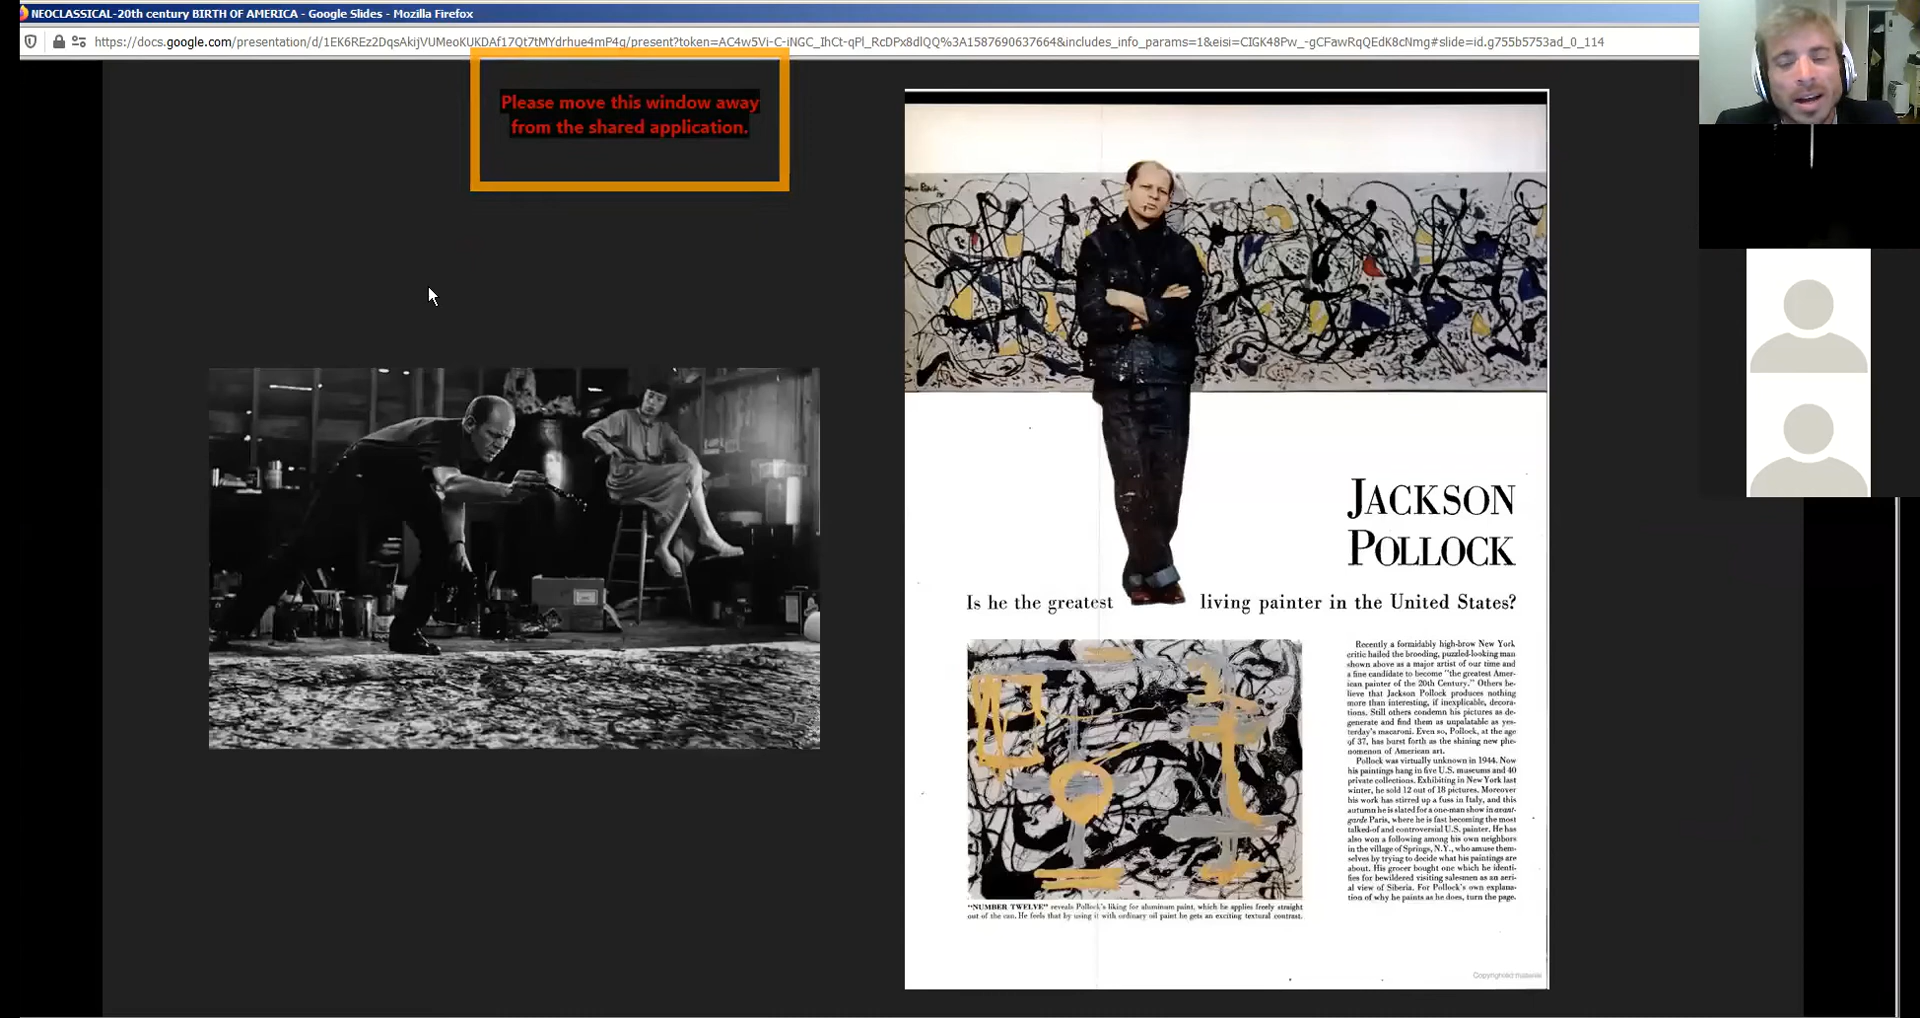 NEOCLASSICAL-20th century BIRTH OF AMERICA - Google Slides - Mozilla Firefox
https://docs.google.com/presentation/d/1EK6REz2DqsAkijVUMeoKUKDAf17Qt7tMYdrhue4mP4g/present?token=AC4w5Vi-C-iNGC_IhCt-qPl_RcDPx8dlQQ%3A1587690637664&includes_info_params=1&eisi=CIGK48Pw_-gCFawRqQEdK8cNmg#slide=id.g755b5753ad_0_114
Please move this window away
from the shared application.
JACKSON
POLLOCK
Is he the greatest living painter in the United States?
Recently a formidably high-brow New York
critic hailed the brooding, puzzled-looking man
shown above as a major artist of our time and
a fine candidate to become "the greatest Amer-
ican painter of the 20th Century." Others be-
lieve that Jackson Pollock produces nothing
more than interesting, if inexplicable, decora-
tions. Still others condemn his pictures as de-
generate and find them as unpalatable as yes-
terday's macaroni. Even so, Pollock, at the age
of 37, has burst forth as the shining new phe-
nomenon of American art.
Pollock was virtually unknown in 1944. Now
his paintings hang in five U.S. museums and 40
private collections. Exhibiting in New York last
winter, he sold 12 out of 18 pictures. Moreover
his work has stirred up a fuss in Italy, and this
autumn he is slated for a one-man show in avant-
garde Paris, where he is fast becoming the most
talked-of and controversial U.S. painter. He has
also won a following among his own neighbors
in the village of Springs, N.Y., who amuse them-
selves by trying to decide what his paintings are
about. His grocer bought one which he identi-
fies for bewildered visiting salesmen as an aeri-
al view of Siberia. For Pollock's own explana-
tion of why he paints as he does, turn the page.
"NUMBER TWELVE" reveals Pollock's liking for aluminum paint, which he applies freely straight
out of the can. He feels that by using it with ordinary oil paint he gets an exciting textural contrast.